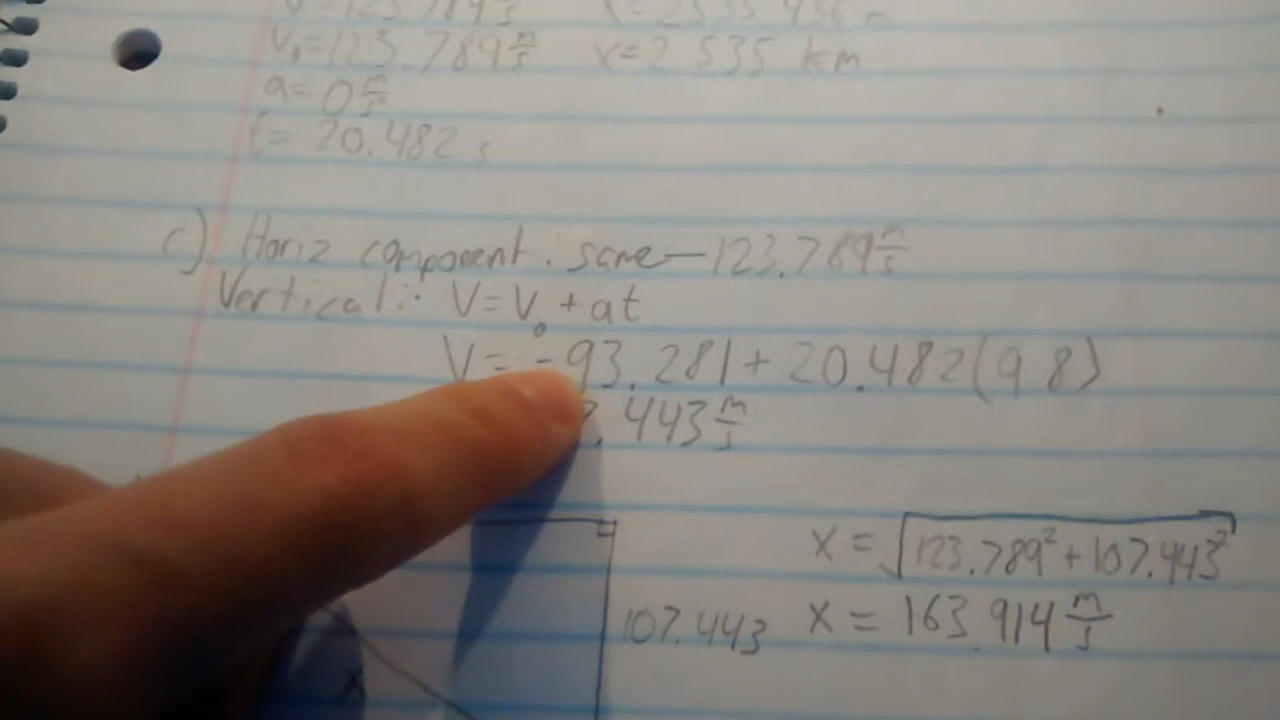 V₀=123.789 m/s x=2.535 km
a= 0 m/s
t= 20.482 s
c) Horiz component: same—123.789 m/s
Vertical: V=V₀+at
V= -93.281+20.482(9.8)
.443 m/s
x=√123.789²+107.443²
107.443 x=163.914 m/s
x